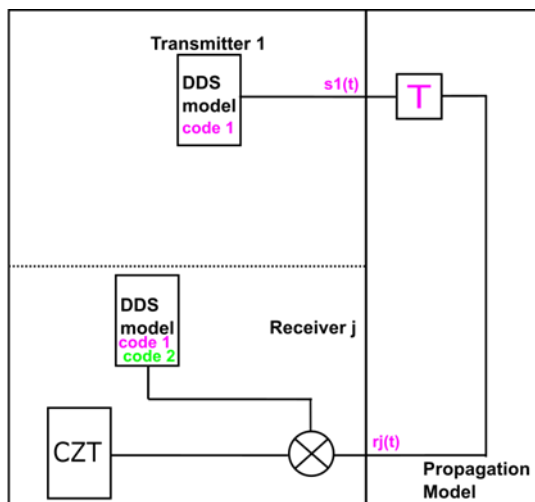 Transmitter 1
DDS
model
code 1
s1(t)
T
DDS
model
code 1
code 2
Receiver j
CZT
rj(t)
Propagation
Model